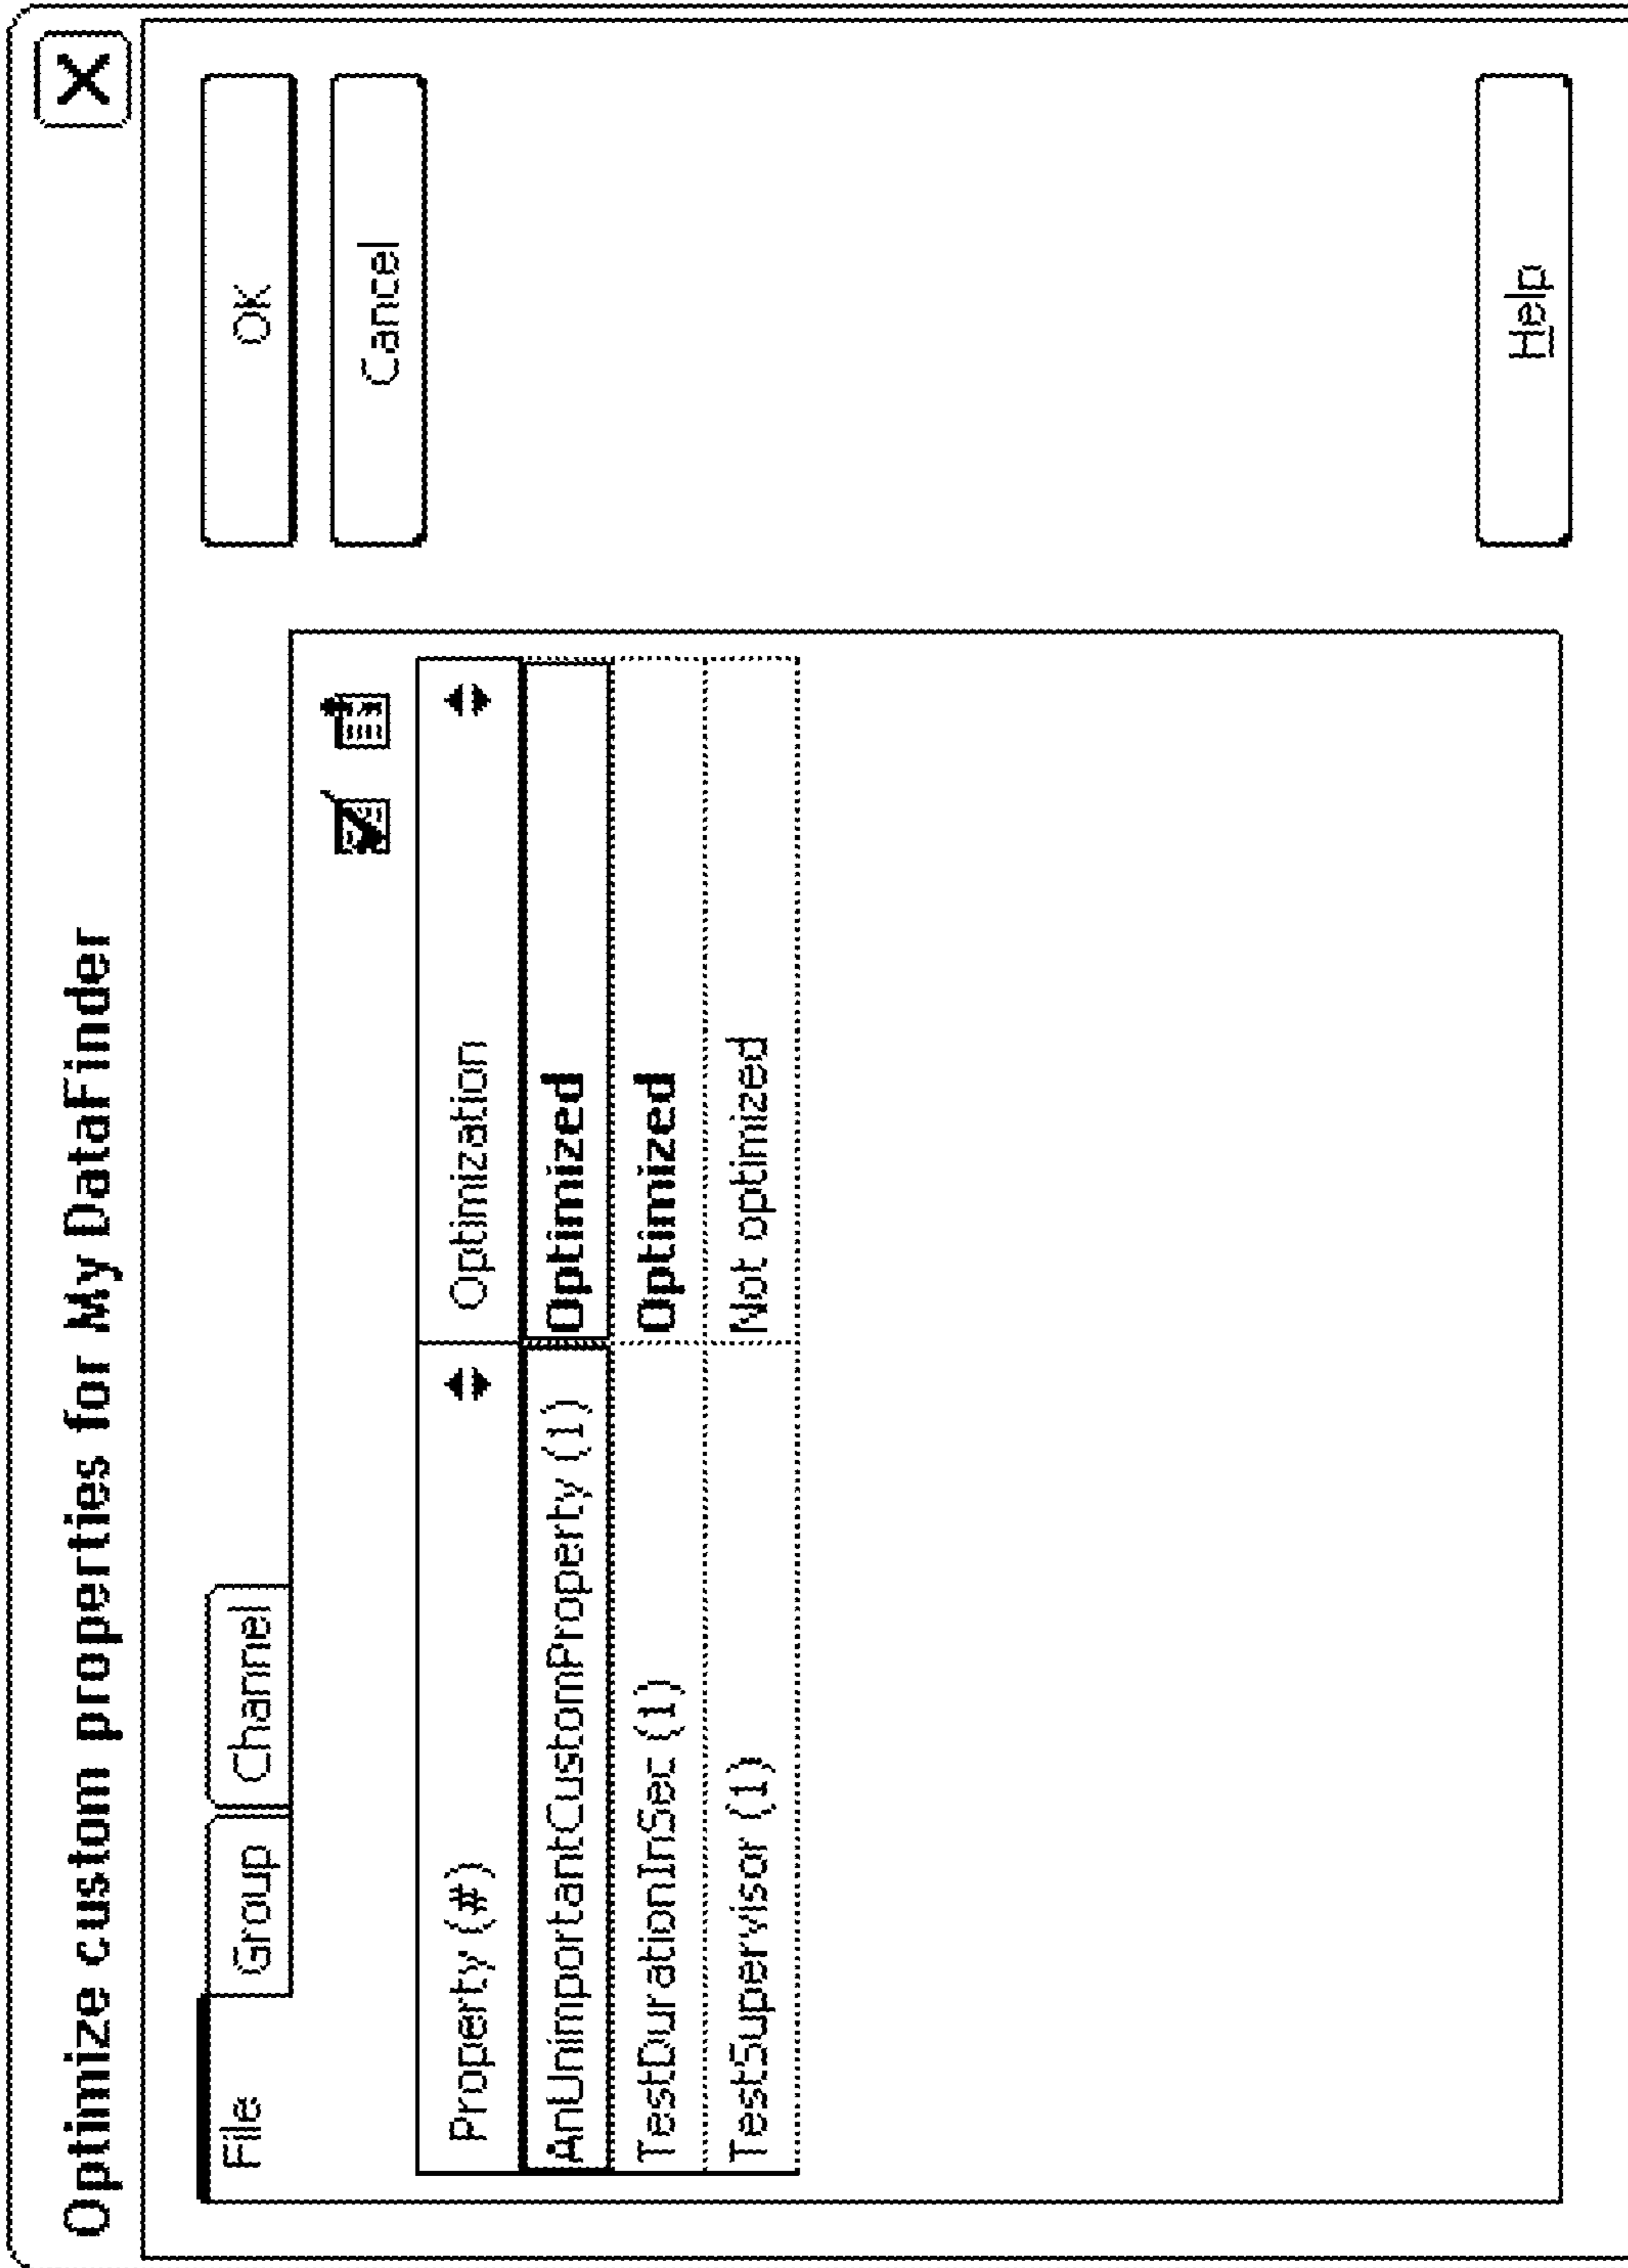 Optimize custom properties for My DataFinder
File Group Channel
OK
Cancel
Property (#) Optimization
AnUnimportantCustomProperty (1) Optimized
TestDurationInSec (1) Optimized
TestSupervisor (1) Not optimized
Help